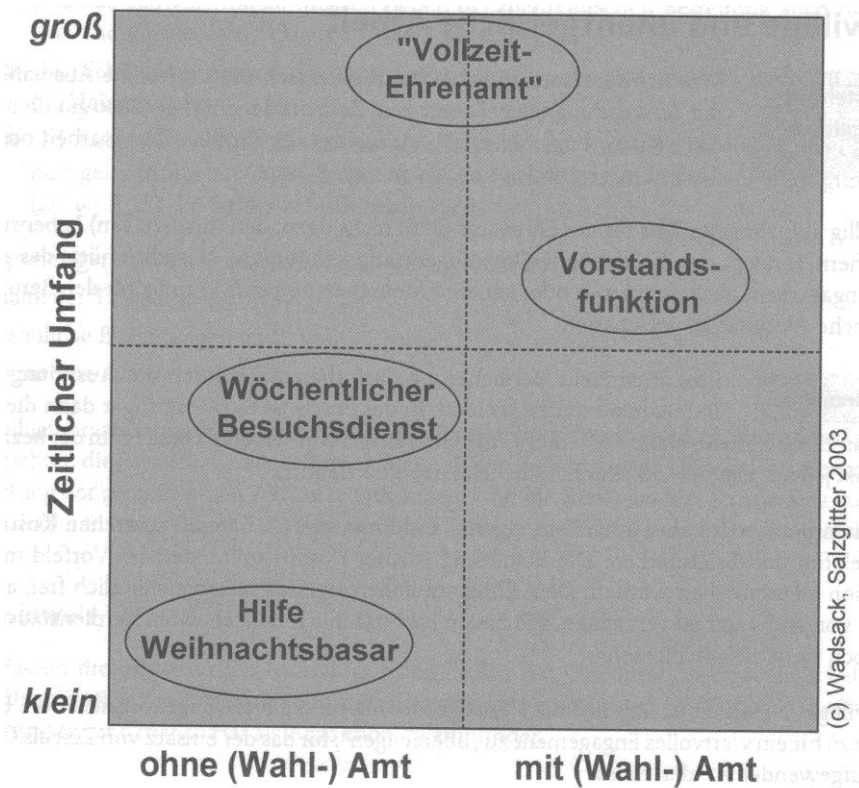 groß
"Vollzeit-
Ehrenamt"
Vorstands-
funktion
Zeitlicher Umfang
Wöchentlicher
Besuchsdienst
Hilfe
Weihnachtsbasar
klein
ohne (Wahl-) Amt
mit (Wahl-) Amt
(C) Wadsack, Salzgitter 2003